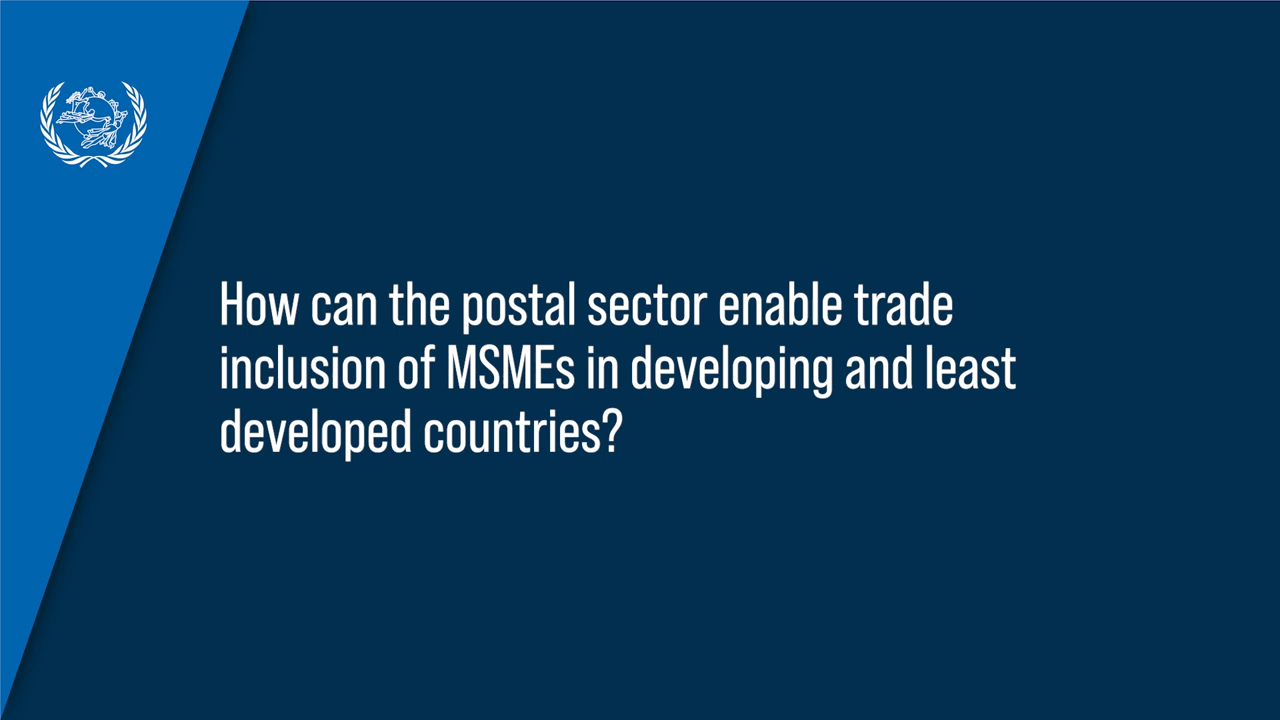 How can the postal sector enable trade
inclusion of MSMEs in developing and least
developed countries?